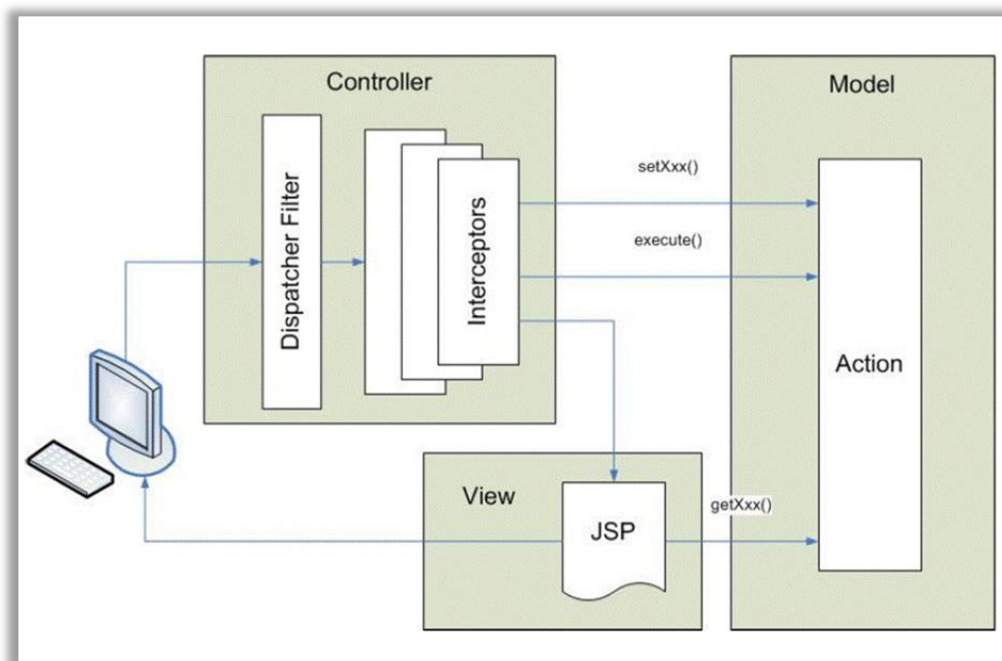 Controller
Model
Dispatcher Filter
Interceptors
setXxx()
execute()
Action
View
JSP
getXxx()